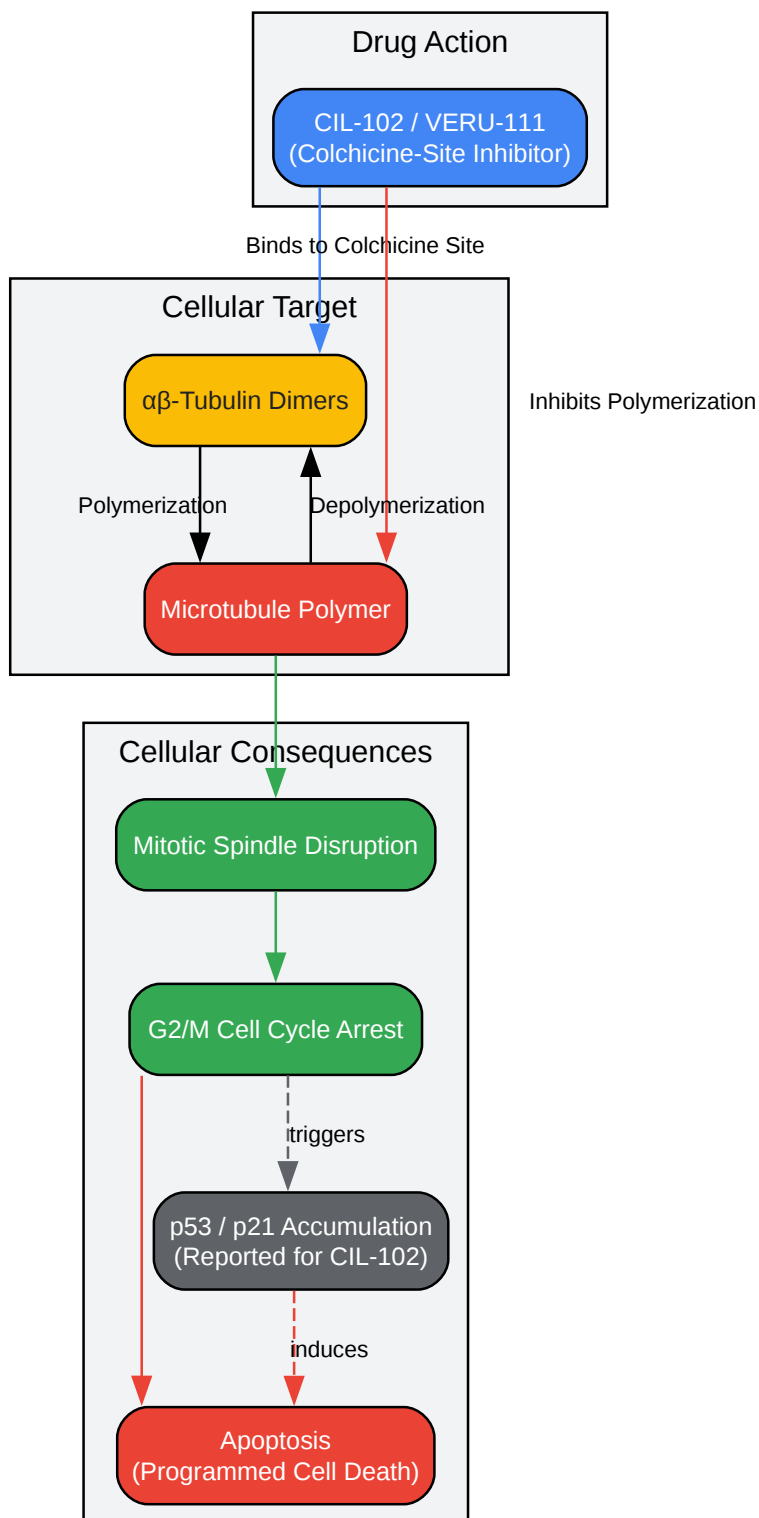 Drug Action
CIL-102 / VERU-111
(Colchicine-Site Inhibitor)
Binds to Colchicine Site
Cellular Target
αβ-Tubulin Dimers
Inhibits Polymerization
Polymerization
Depolymerization
Microtubule Polymer
Cellular Consequences
Mitotic Spindle Disruption
G2/M Cell Cycle Arrest
triggers
p53 / p21 Accumulation
(Reported for CIL-102)
induces
Apoptosis
(Programmed Cell Death)